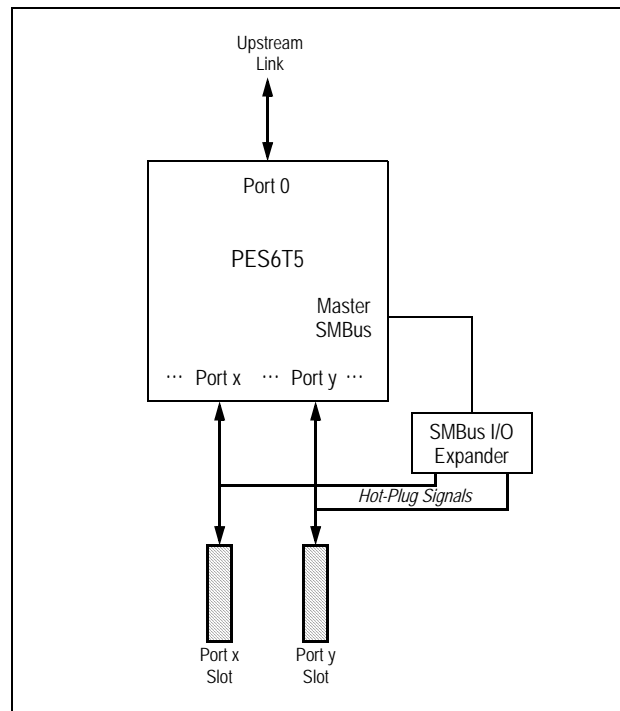 Upstream
Link
Port 0
PES6T5
Master
SMBus
... Port x ... Port y ...
SMBus I/O
Expander
Hot-Plug Signals
Port x
Slot
Port y
Slot